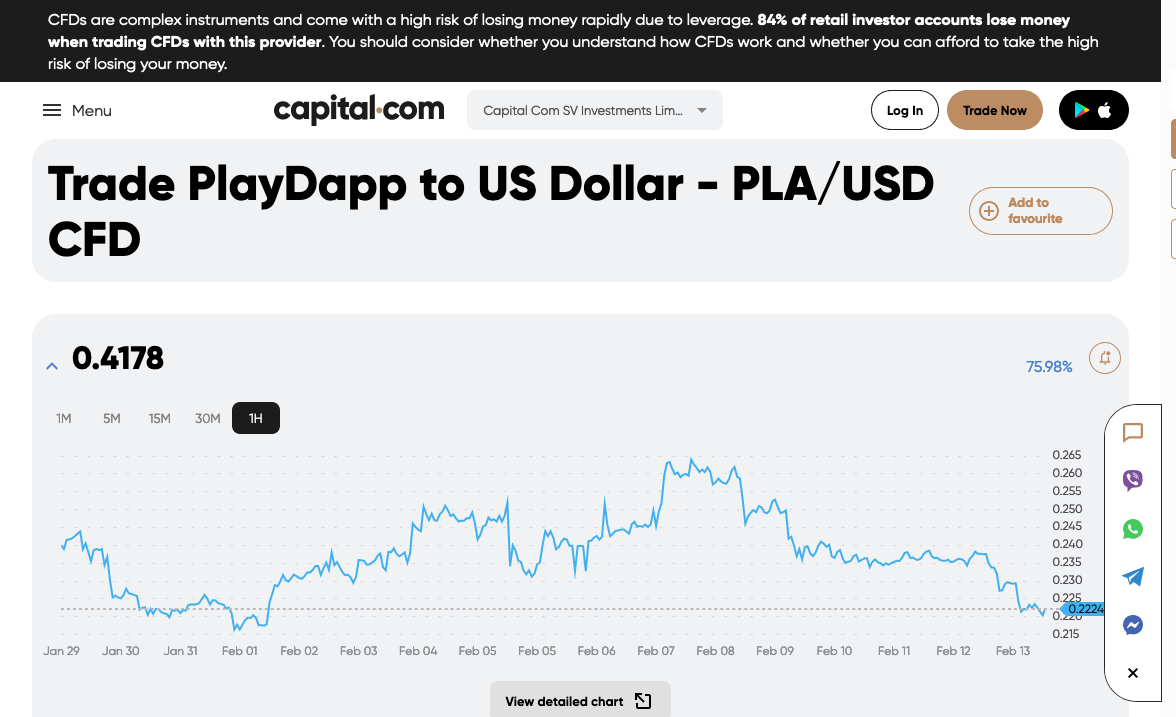 CFDs are complex instruments and come with a high risk of losing money rapidly due to leverage. 84% of retail investor accounts lose money
when trading CFDs with this provider. You should consider whether you understand how CFDs work and whether you can afford to take the high
risk of losing your money.
Menu
capital.com
Capital Com SV Investments Lim...
Log In
Trade Now
Trade PlayDapp to US Dollar - PLA/USD
CFD
Add to
favourite
0.4178
75.98%
1M 5M 15M 30M 1H
0.265
0.260
0.255
0.250
0.245
0.240
0.235
0.230
0.225
0.2224
0.220
0.215
Jan 29 Jan 30 Jan 31 Feb 01 Feb 02 Feb 03 Feb 04 Feb 05 Feb 05 Feb 06 Feb 07 Feb 08 Feb 09 Feb 10 Feb 11 Feb 12 Feb 13
View detailed chart